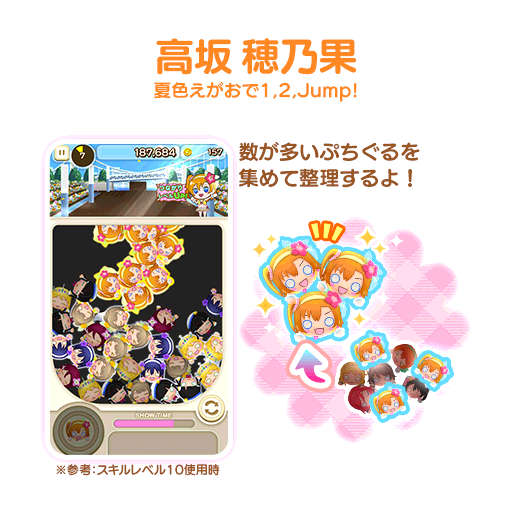 高坂 穂乃果
夏色えがおで1,2,Jump!
数が多いぷちぐるを
集めて整理するよ！
187,684
157
7
SHOW TIME
※参考：スキルレベル10使用時